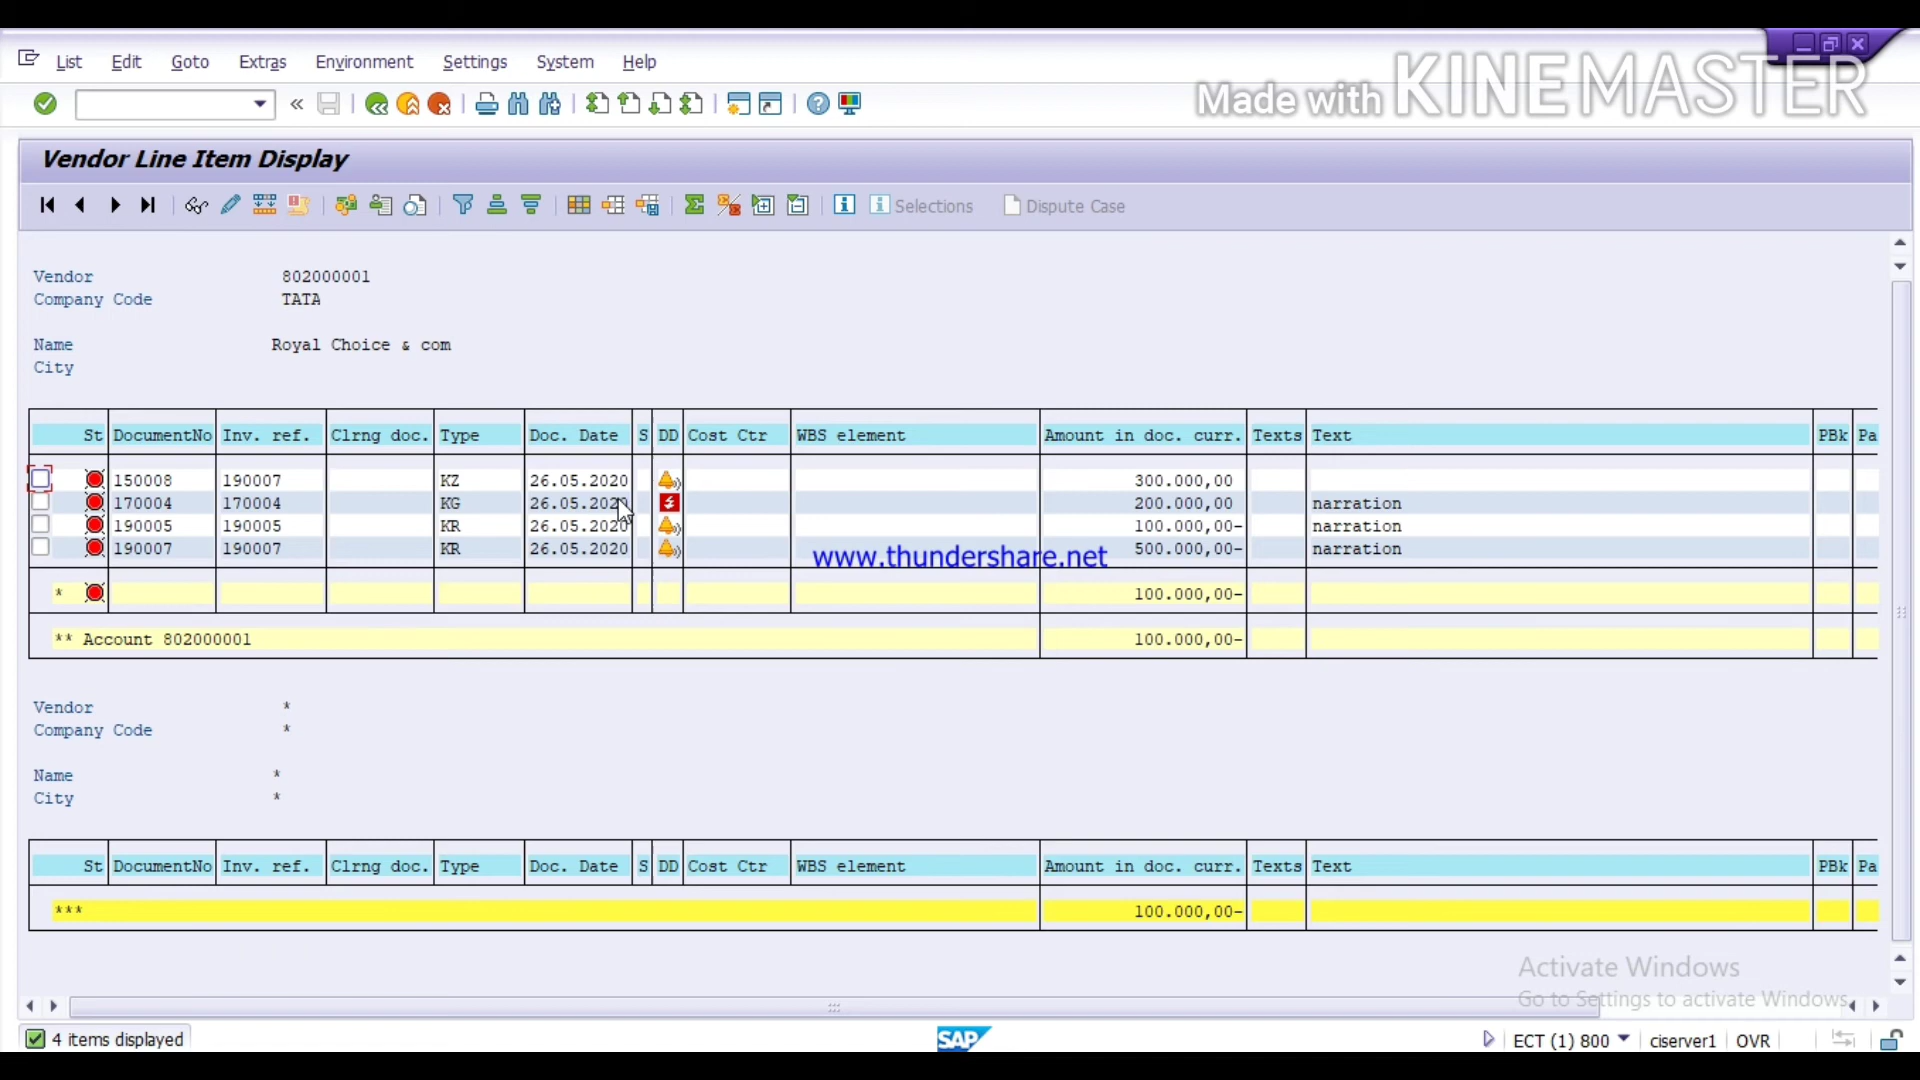 List Edit Goto Extras Environment Settings System Help
Made with KINEMASTER
Vendor Line Item Display
Selections Dispute Case
Vendor 802000001
Company Code TATA
Name Royal Choice & com
City
St DocumentNo Inv. ref. Clrng doc. Type Doc. Date S DD Cost Ctr WBS element Amount in doc. curr. Texts Text PBk Pa
150008 190007 KZ 26.05.2020 300.000,00
170004 170004 KG 26.05.2020 200.000,00 narration
190005 190005 KR 26.05.2020 100.000,00- narration
190007 190007 KR 26.05.2020 500.000,00- narration
www.thundershare.net
* 100.000,00-
** Account 802000001 100.000,00-
Vendor *
Company Code *
Name *
City *
St DocumentNo Inv. ref. Clrng doc. Type Doc. Date S DD Cost Ctr WBS element Amount in doc. curr. Texts Text PBk Pa
*** 100.000,00-
Activate Windows
Go to Settings to activate Windows.
4 items displayed SAP ECT (1) 800 ciserver1 OVR